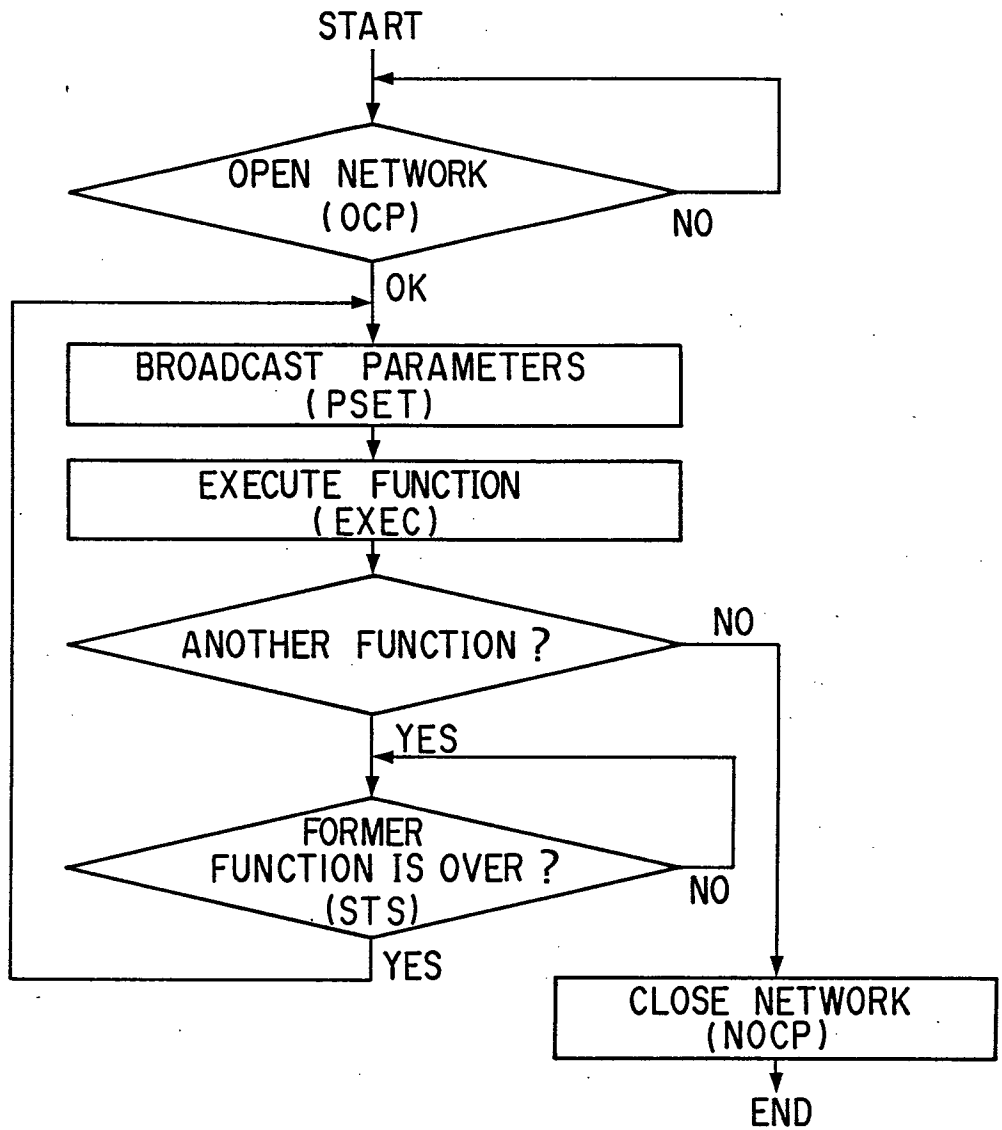 START
OPEN NETWORK
(OCP)
NO
OK
BROADCAST PARAMETERS
(PSET)
EXECUTE FUNCTION
(EXEC)
ANOTHER FUNCTION ?
NO
YES
FORMER
FUNCTION IS OVER ?
(STS)
NO
YES
CLOSE NETWORK
(NOCP)
END